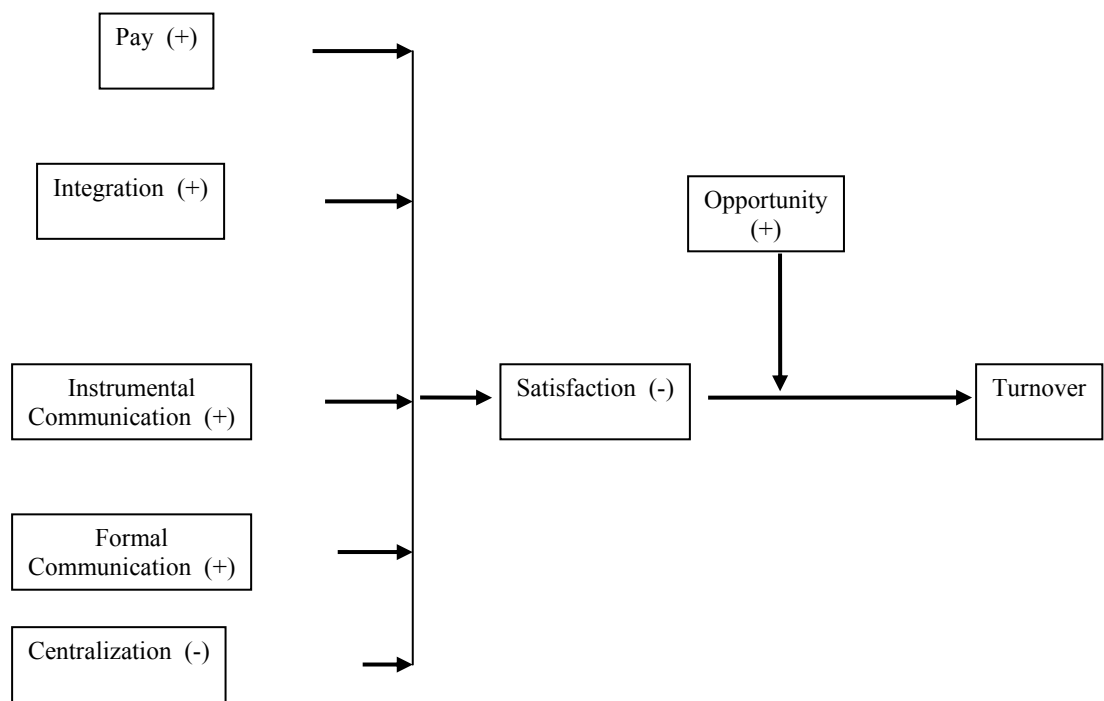 Pay (+)
Integration (+)
Opportunity
(+)
Instrumental
Communication (+)
Satisfaction (-)
Turnover
Formal
Communication (+)
Centralization (-)